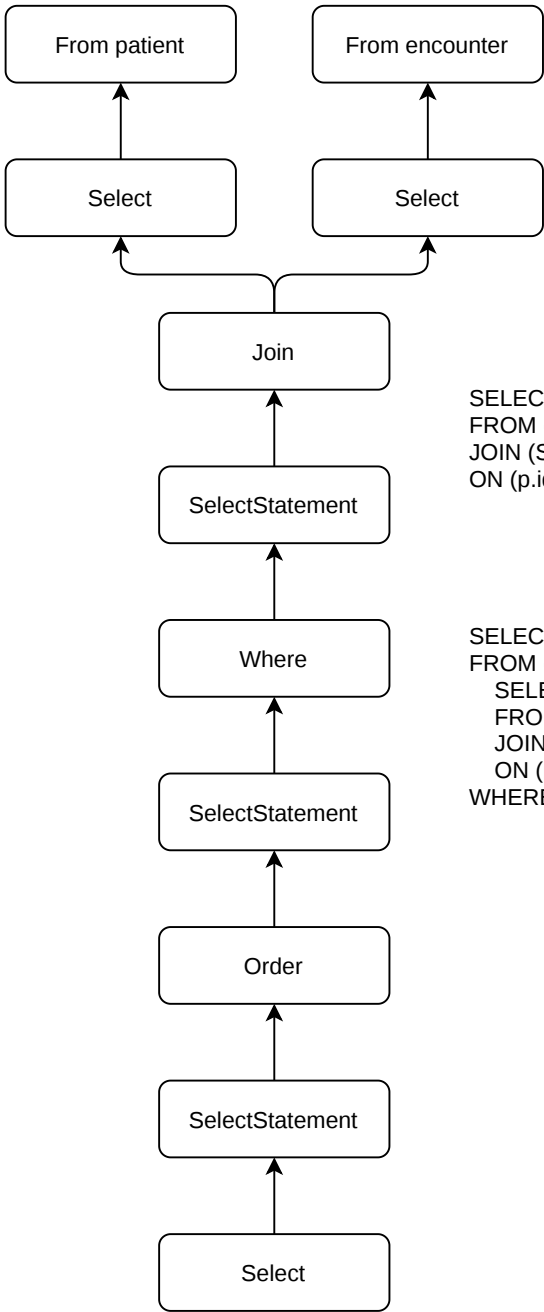 From patient
From encounter
Select
Select
Join
SELEC
FROM
JOIN (S
ON (p.i
SelectStatement
Where
SELEC
FROM
SELE
FRO
JOIN
ON (
WHERE
SelectStatement
Order
SelectStatement
Select